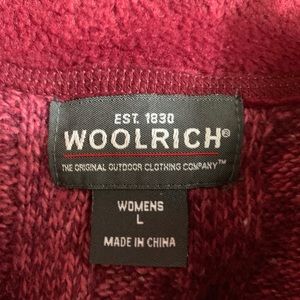 EST. 1830
WOOLRICH®
THE ORIGINAL OUTDOOR CLOTHING COMPANY™
WOMENS
L
MADE IN CHINA